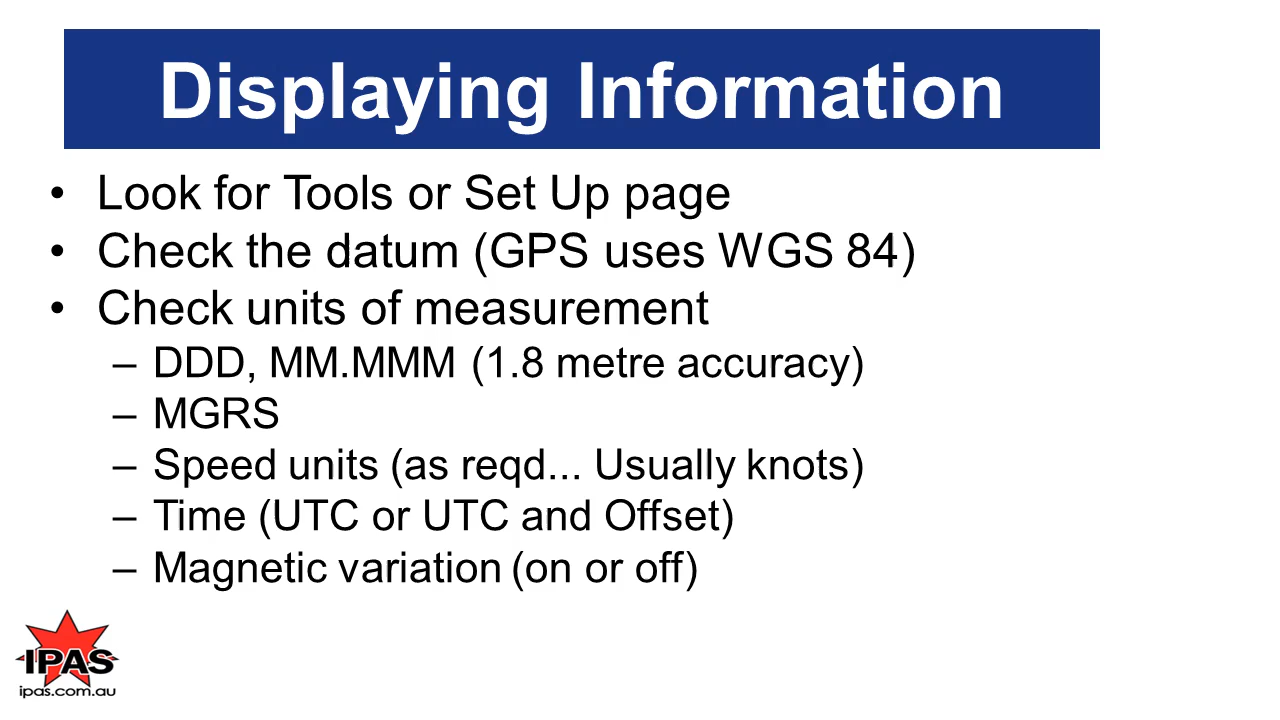 Displaying Information
• Look for Tools or Set Up page
• Check the datum (GPS uses WGS 84)
• Check units of measurement
– DDD, MM.MMM (1.8 metre accuracy)
– MGRS
– Speed units (as reqd... Usually knots)
– Time (UTC or UTC and Offset)
– Magnetic variation (on or off)
IPAS
ipas.com.au